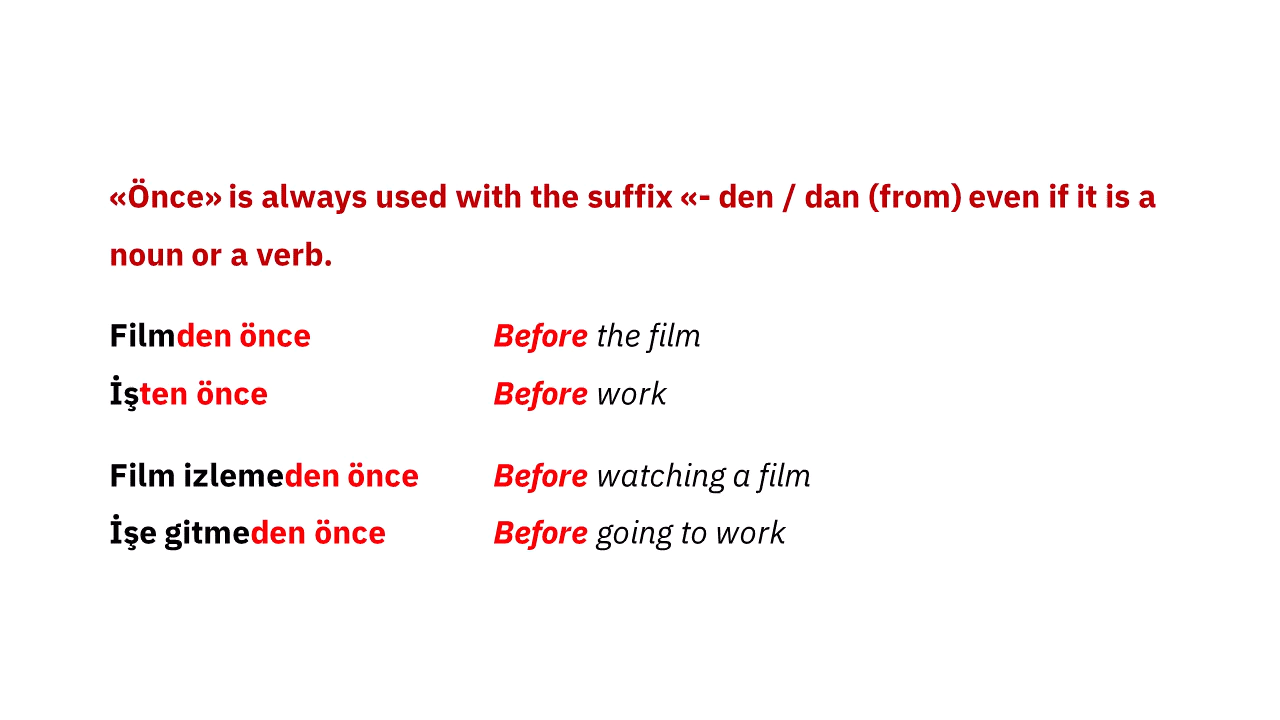 «Önce» is always used with the suffix «- den / dan (from) even if it is a
noun or a verb.
Filmden önce Before the film
İşten önce Before work
Film izlemeden önce Before watching a film
İşe gitmeden önce Before going to work